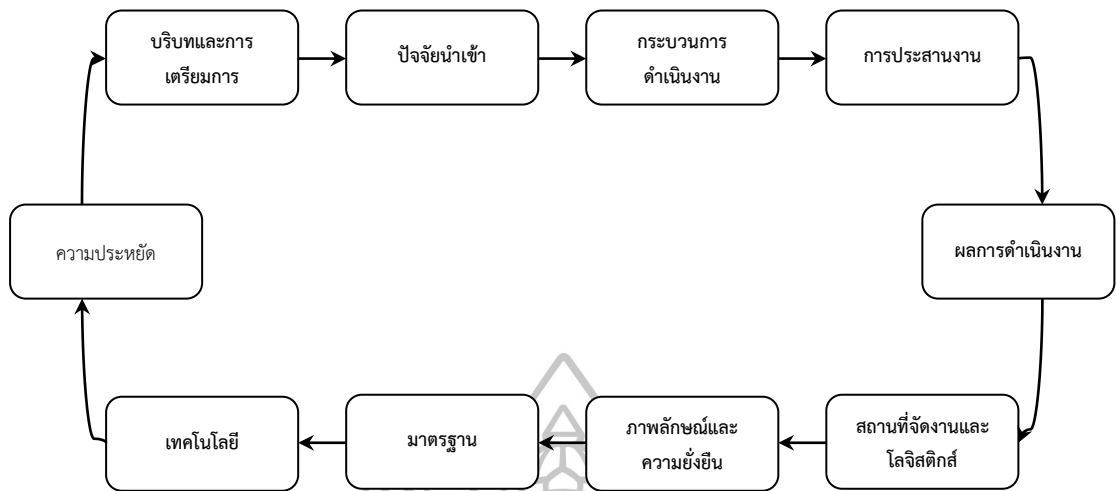 บริบทและการ
เตรียมการ
ปัจจัยนำเข้า
กระบวนการ
ดำเนินงาน
การประสานงาน
ความประหยัด
ผลการดำเนินงาน
เทคโนโลยี
มาตรฐาน
ภาพลักษณ์และ
ความยั่งยืน
สถานที่จัดงานและ
โลจิสติกส์